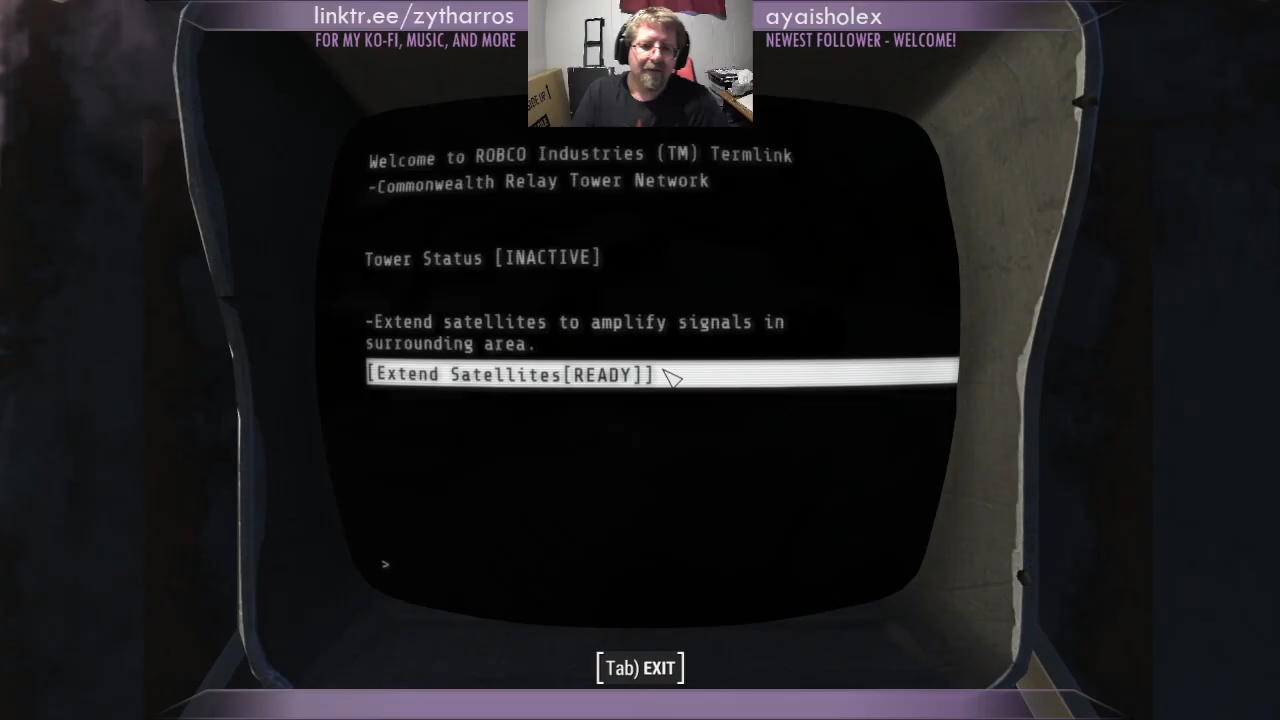 linktr.ee/zytharros
FOR MY KO-FI, MUSIC, AND MORE
ayaisholex
NEWEST FOLLOWER - WELCOME!
SIDE UP
Welcome to ROBCO Industries (TM) Termlink
-Commonwealth Relay Tower Network
Tower Status [INACTIVE]
-Extend satellites to amplify signals in
surrounding area.
[Extend Satellites[READY]]
>
[Tab) EXIT]